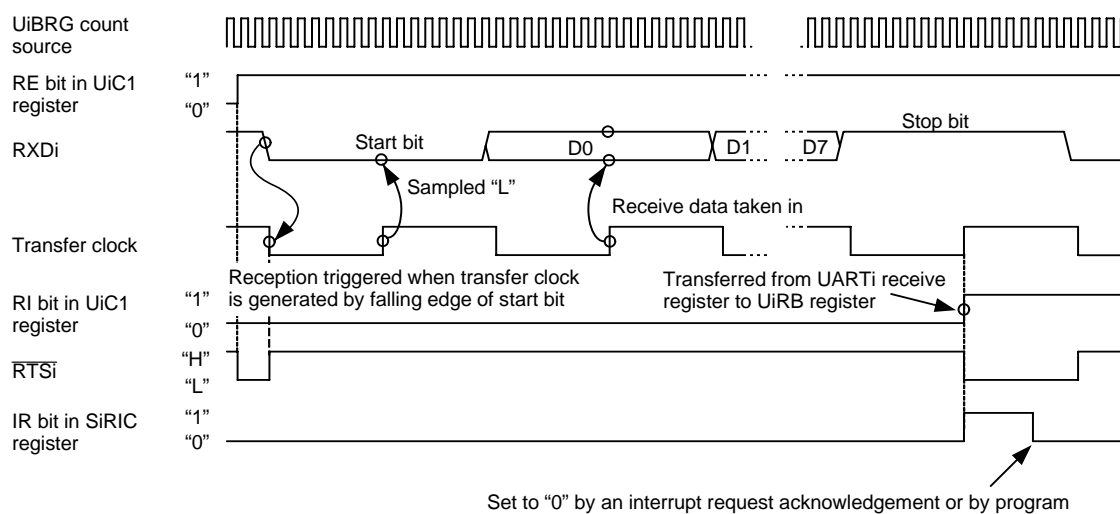 UiBRG count
source
RE bit in UiC1
register
“1”
“0”
RXDi
Start bit
D0
D1
D7
Stop bit
Sampled “L”
Receive data taken in
Transfer clock
Reception triggered when transfer clock
is generated by falling edge of start bit
Transferred from UARTi receive
register to UiRB register
RI bit in UiC1
register
“1”
“0”
RTSi
“H”
“L”
IR bit in SiRIC
register
“1”
“0”
Set to “0” by an interrupt request acknowledgement or by program